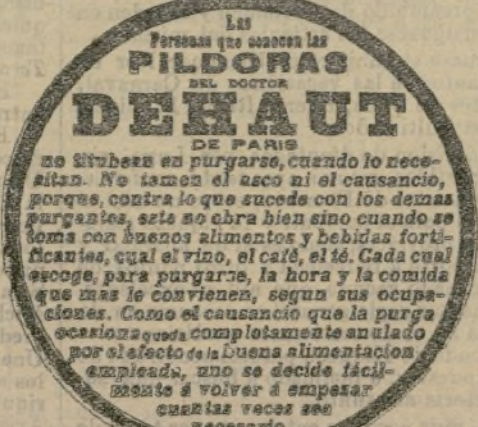 Las
Personas que conocen las
PILDORAS
DEL DOCTOR
DEHAUT
DE PARIS
no titubean en purgarse, cuando lo nece-
sitan. No temen el asco ni el causancio,
porque, contra lo que sucede con los demas
purgantes, este no obra bien sino cuando se
toma con buenos alimentos y bebidas forti-
ficantes, cual el vino, el café, el té. Cada cual
escoge, para purgarse, la hora y la comida
que mas le convienen, segun sus ocupa-
ciones. Como el causancio que la purga
ocasiona queda completamente anulado
por el efecto de la buena alimentacion
empleada, uno se decide fácil-
mente á volver á empezar
cuantas veces sea
necesario